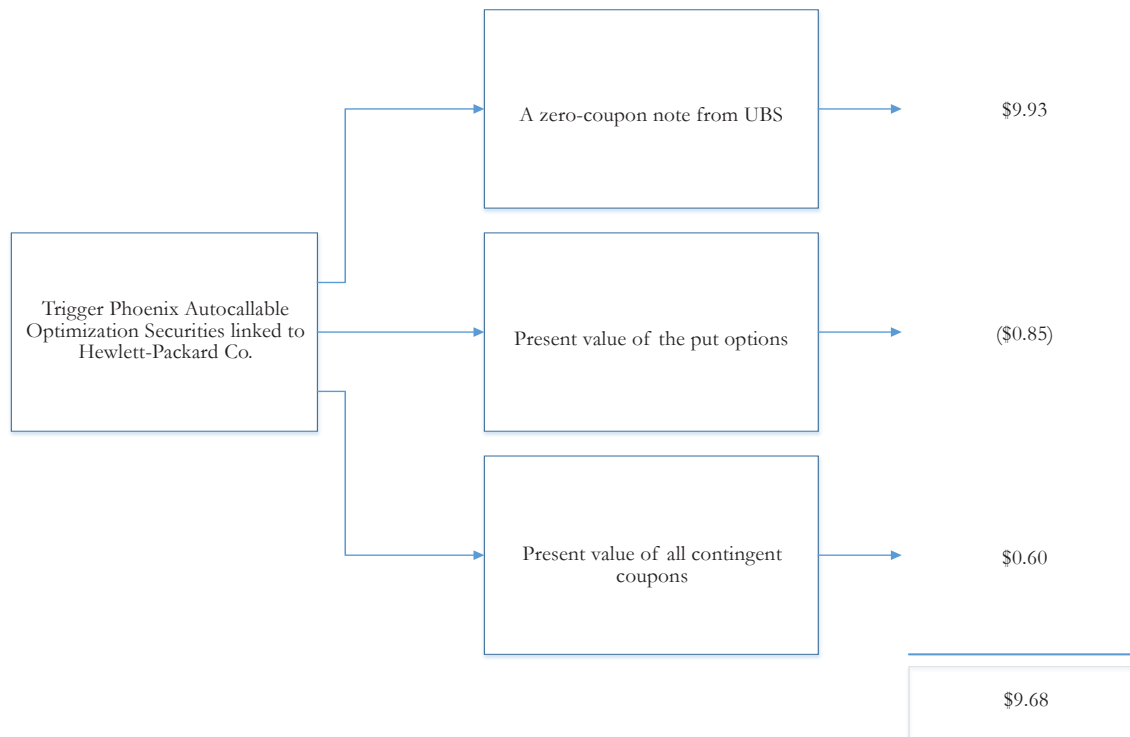 A zero-coupon note from UBS
$9.93
Trigger Phoenix Autocallable
Optimization Securities linked to
Hewlett-Packard Co.
Present value of the put options
($0.85)
Present value of all contingent
coupons
$0.60
$9.68